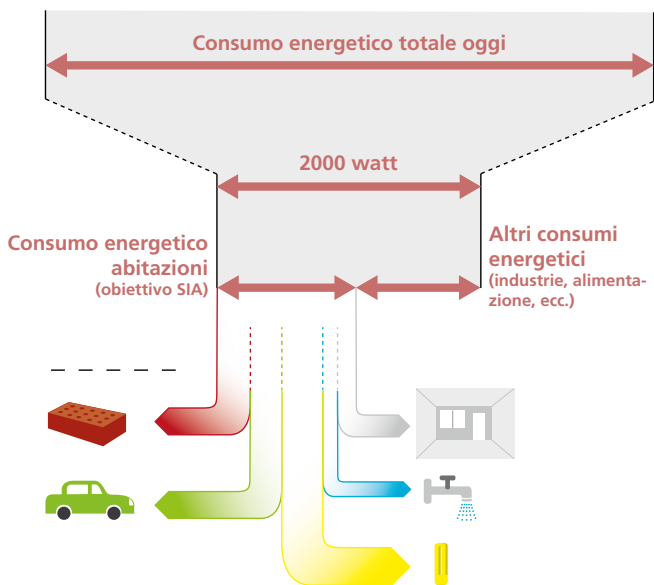 Consumo energetico totale oggi
2000 watt
Consumo energetico
abitazioni
(obiettivo SIA)
Altri consumi
energetici
(industrie, alimenta-
zione, ecc.)